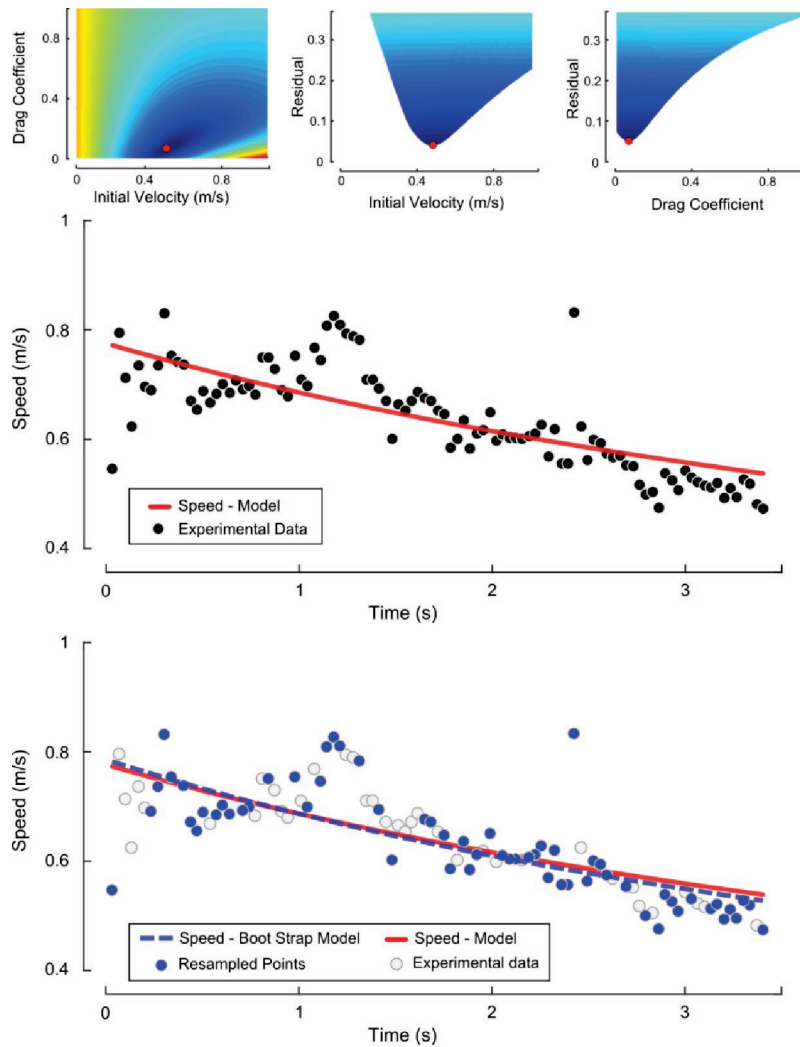 Drag Coefficient
1
0.8
0.4
0
0.4
0.8
Initial Velocity (m/s)
Residual
0.3
0.2
0.1
0
0
0.4
0.8
Initial Velocity (m/s)
Residual
0.3
0.2
0.1
0
0
0.4
0.8
Drag Coefficient
Speed (m/s)
1
0.8
0.6
0.4
Speed - Model
Experimental Data
0
1
2
3
Time (s)
Speed (m/s)
1
0.8
0.6
0.4
Speed - Boot Strap Model
Speed - Model
Resampled Points
Experimental data
0
1
2
3
Time (s)